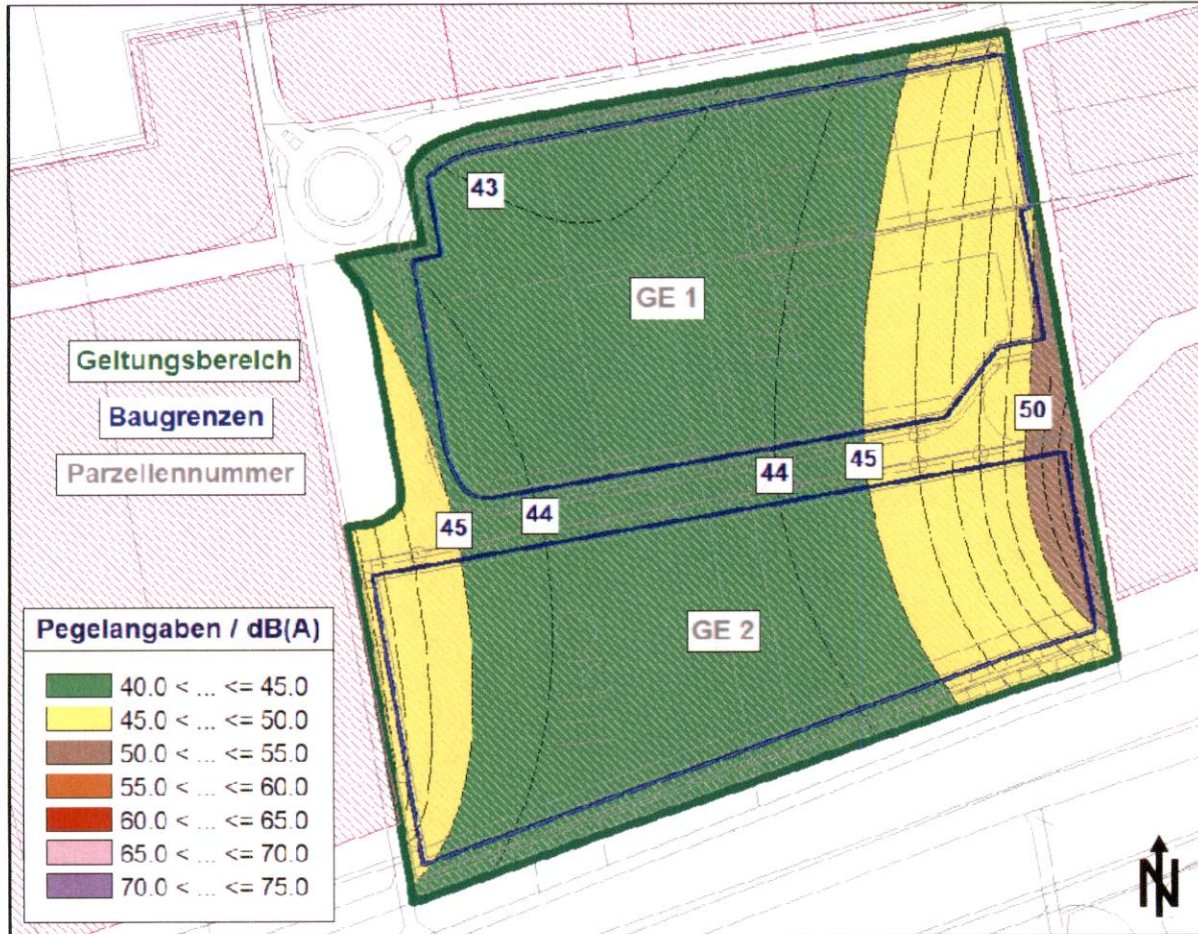 43
GE 1
Geltungsbereich
Baugrenzen
Parzellennummer
50
45
44
44
45
GE 2
Pegelangaben / dB(A)
40.0 < ... <= 45.0
45.0 < ... <= 50.0
50.0 < ... <= 55.0
55.0 < ... <= 60.0
60.0 < ... <= 65.0
65.0 < ... <= 70.0
70.0 < ... <= 75.0
N